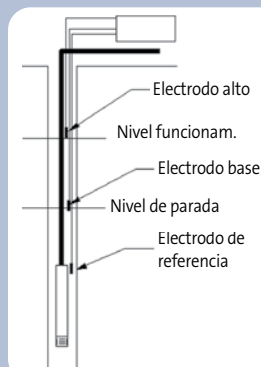 Electrodo alto
Nivel funcionam.
Electrodo base
Nivel de parada
Electrodo de
referencia